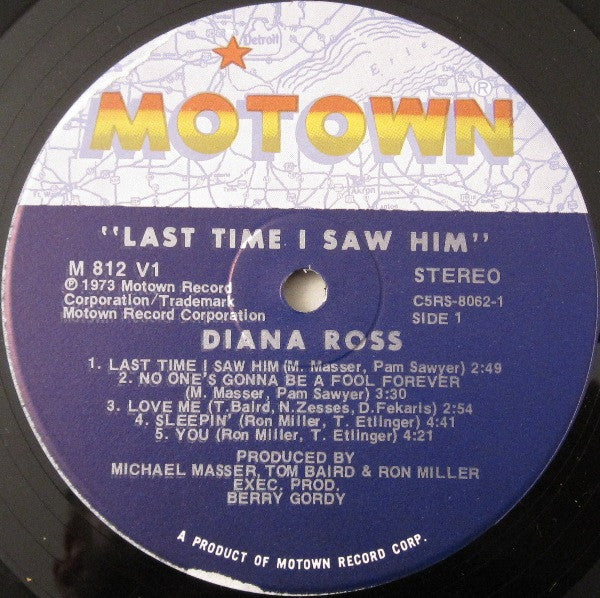 Detroit
Erie
MOTOWN®
Akron
"LAST TIME I SAW HIM"
M 812 V1
℗ 1973 Motown Record
Corporation/Trademark
Motown Record Corporation
STEREO
C5RS-8062-1
SIDE 1
DIANA ROSS
1. LAST TIME I SAW HIM (M. Masser, Pam Sawyer) 2:49
2. NO ONE'S GONNA BE A FOOL FOREVER
(M. Masser, Pam Sawyer) 3:30
3. LOVE ME (T. Baird, N. Zesses, D. Fekaris) 2:54
4. SLEEPIN' (Ron Miller, T. Etlinger) 4:41
5. YOU (Ron Miller, T. Etlinger) 4:21
PRODUCED BY
MICHAEL MASSER, TOM BAIRD & RON MILLER
EXEC. PROD.
BERRY GORDY
A PRODUCT OF MOTOWN RECORD CORP.